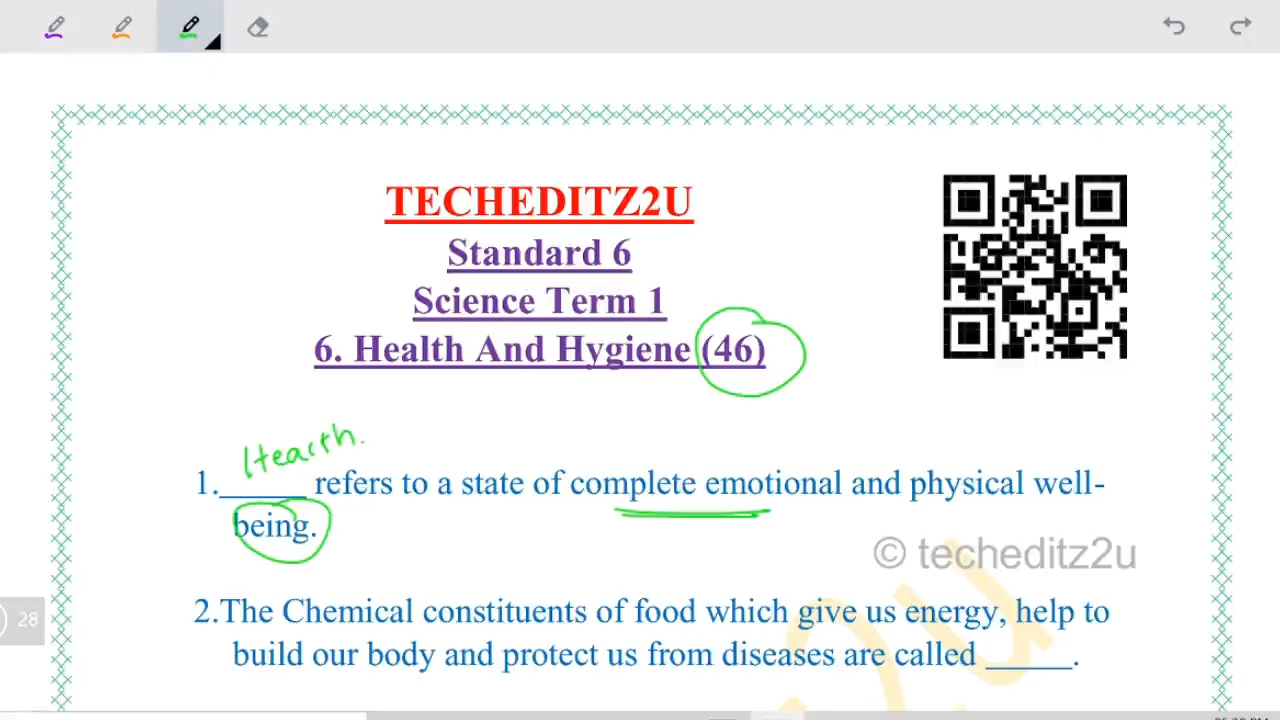 TECHEDITZ2U
Standard 6
Science Term 1
6. Health And Hygiene (46)
Health.
1._____ refers to a state of complete emotional and physical well-
being.
© techeditz2u
2.The Chemical constituents of food which give us energy, help to
build our body and protect us from diseases are called _____.
28